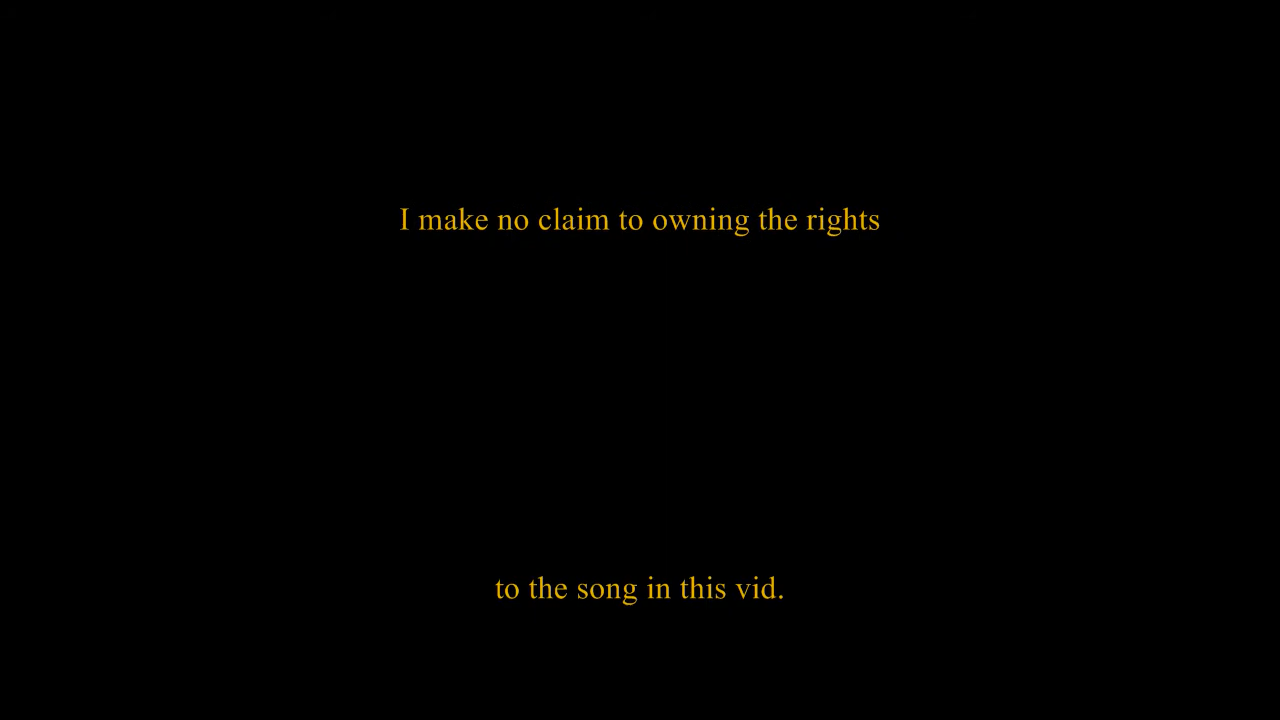 I make no claim to owning the rights
to the song in this vid.